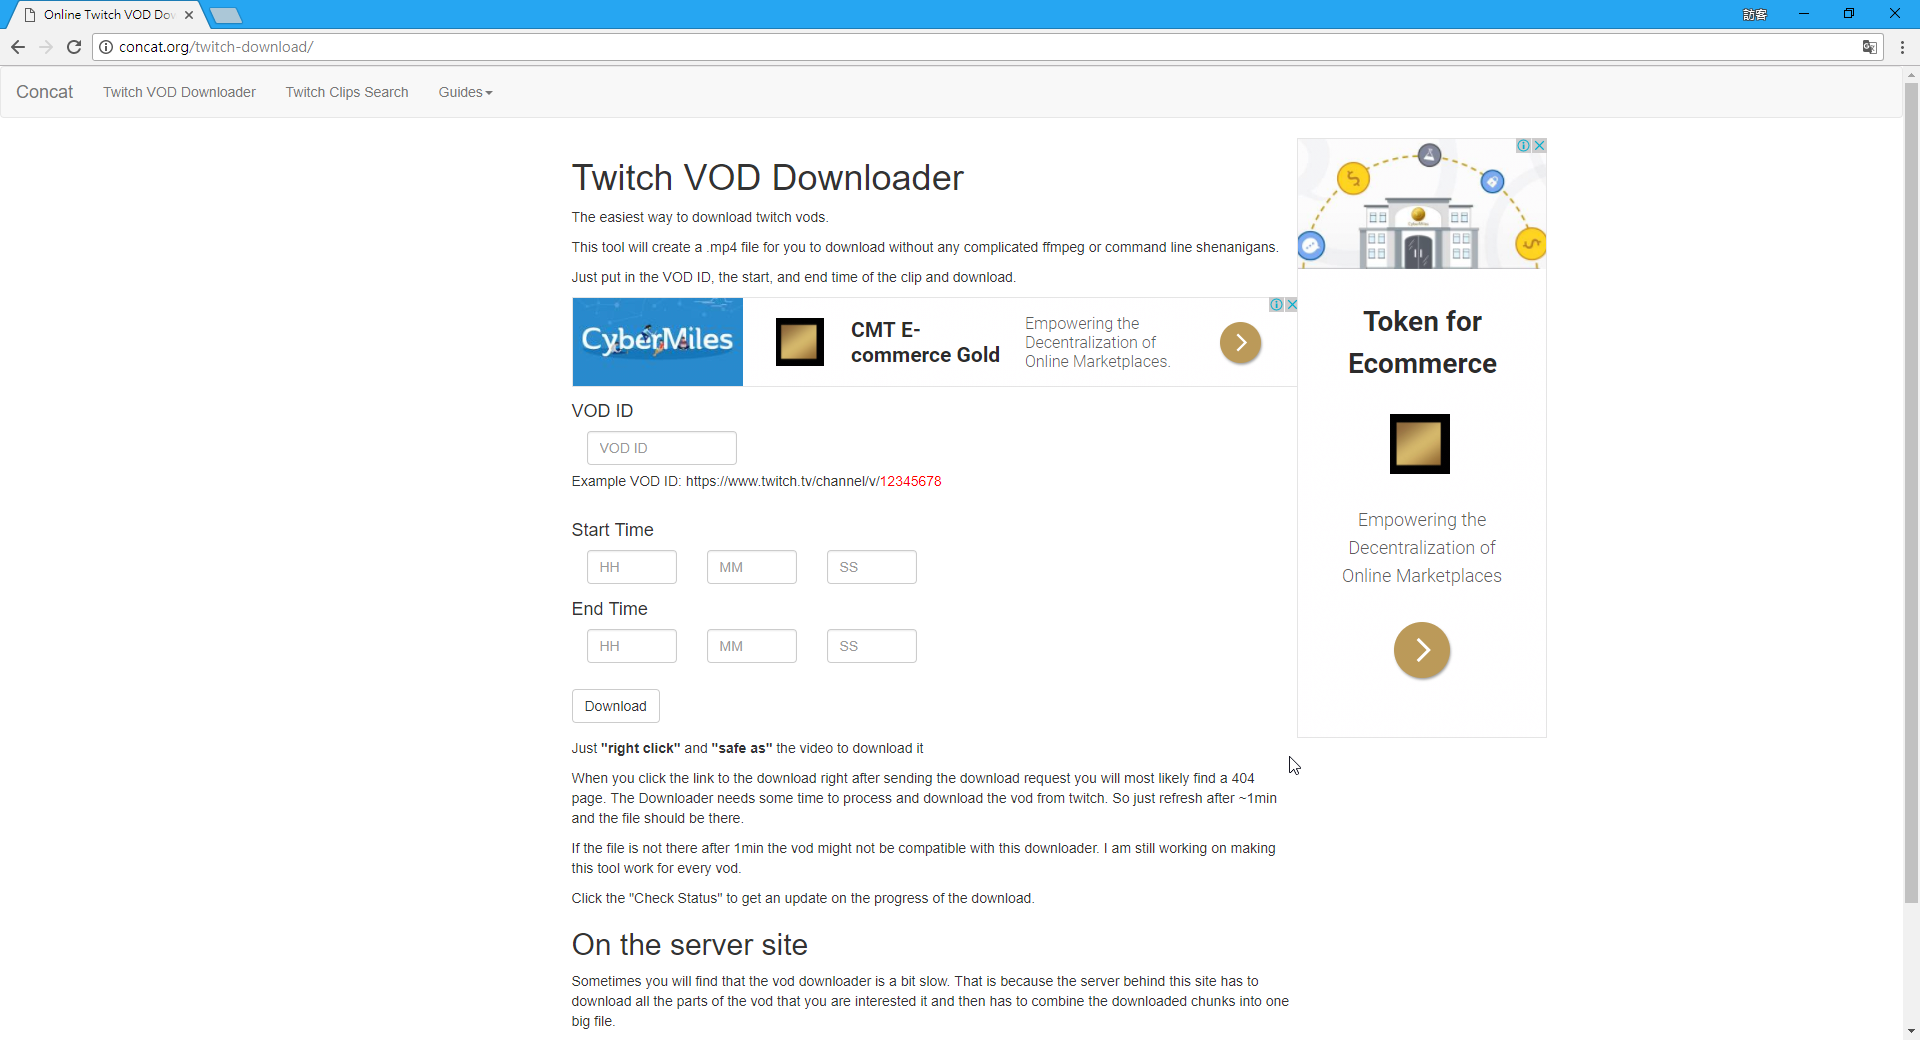 Online Twitch VOD Dov
訪客
concat.org/twitch-download/
Concat
Twitch VOD Downloader
Twitch Clips Search
Guides
Twitch VOD Downloader
The easiest way to download twitch vods.
This tool will create a .mp4 file for you to download without any complicated ffmpeg or command line shenanigans.
Just put in the VOD ID, the start, and end time of the clip and download.
CyberMiles
CMT E-
commerce Gold
Empowering the
Decentralization of
Online Marketplaces.
VOD ID
VOD ID
Example VOD ID: https://www.twitch.tv/channel/v/12345678
Start Time
HH
MM
SS
End Time
HH
MM
SS
Download
Just "right click" and "safe as" the video to download it
When you click the link to the download right after sending the download request you will most likely find a 404
page. The Downloader needs some time to process and download the vod from twitch. So just refresh after ~1min
and the file should be there.
If the file is not there after 1min the vod might not be compatible with this downloader. I am still working on making
this tool work for every vod.
Click the "Check Status" to get an update on the progress of the download.
On the server site
Sometimes you will find that the vod downloader is a bit slow. That is because the server behind this site has to
download all the parts of the vod that you are interested it and then has to combine the downloaded chunks into one
big file.
Token for
Ecommerce
Empowering the
Decentralization of
Online Marketplaces